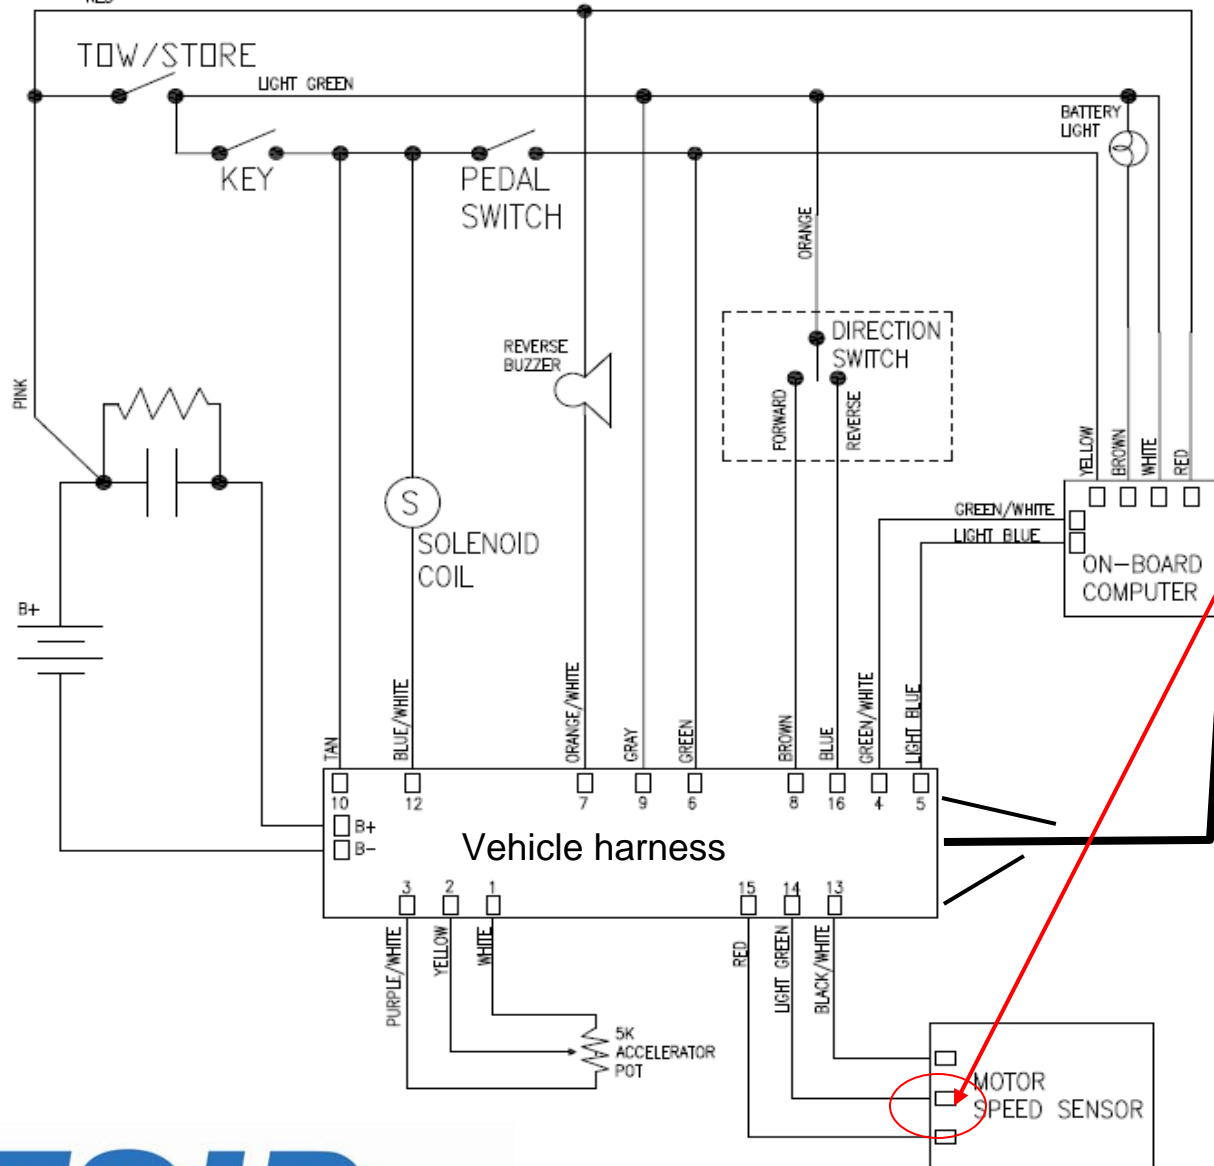 TOW/STORE
LIGHT GREEN
BATTERY
LIGHT
KEY
PEDAL
SWITCH
ORANGE
DIRECTION
SWITCH
REVERSE
BUZZER
PINK
FORWARD
REVERSE
YELLOW
BROWN
WHITE
RED
S
SOLENOID
COIL
GREEN/WHITE
LIGHT BLUE
ON-BOARD
COMPUTER
B+
TAN
BLUE/WHITE
ORANGE/WHITE
GRAY
GREEN
BROWN
BLUE
GREEN/WHITE
LIGHT BLUE
10
12
7
9
6
8
16
4
5
B+
B-
Vehicle harness
3
2
1
15
14
13
PURPLE/WHITE
YELLOW
WHITE
RED
LIGHT GREEN
BLACK/WHITE
5K
ACCELERATOR
POT
MOTOR
SPEED SENSOR